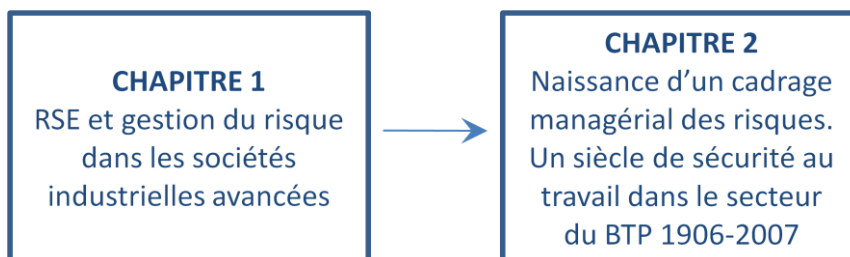 CHAPITRE 1
RSE et gestion du risque
dans les sociétés
industrielles avancées
CHAPITRE 2
Naissance d’un cadrage
managérial des risques.
Un siècle de sécurité au
travail dans le secteur
du BTP 1906-2007